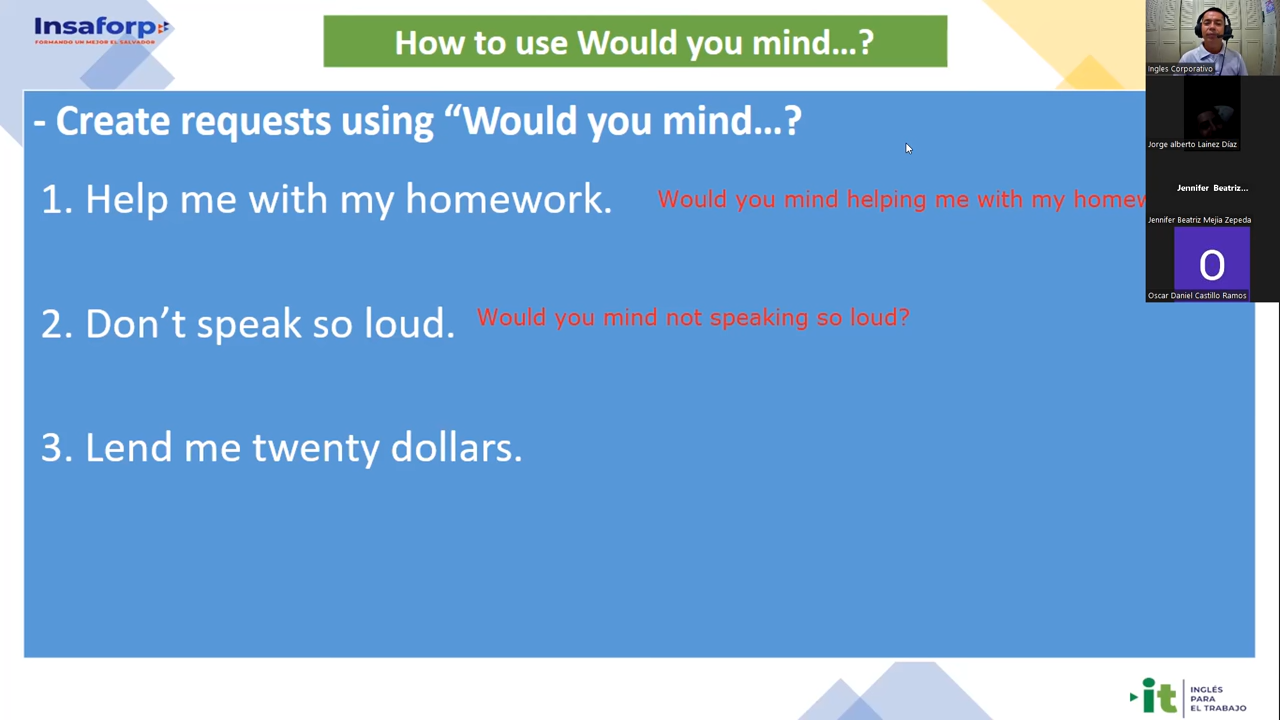 Insaforp
FORMANDO UN MEJOR EL SALVADOR
How to use Would you mind...?
- Create requests using “Would you mind...?
1. Help me with my homework.
Would you mind helping me with my homew
2. Don’t speak so loud.
Would you mind not speaking so loud?
3. Lend me twenty dollars.
Ingles Corporativo
Jorge alberto Lainez Díaz
Jennifer Beatriz...
Jennifer Beatriz Mejia Zepeda
O
Oscar Daniel Castillo Ramos
it
INGLÉS
PARA
EL TRABAJO